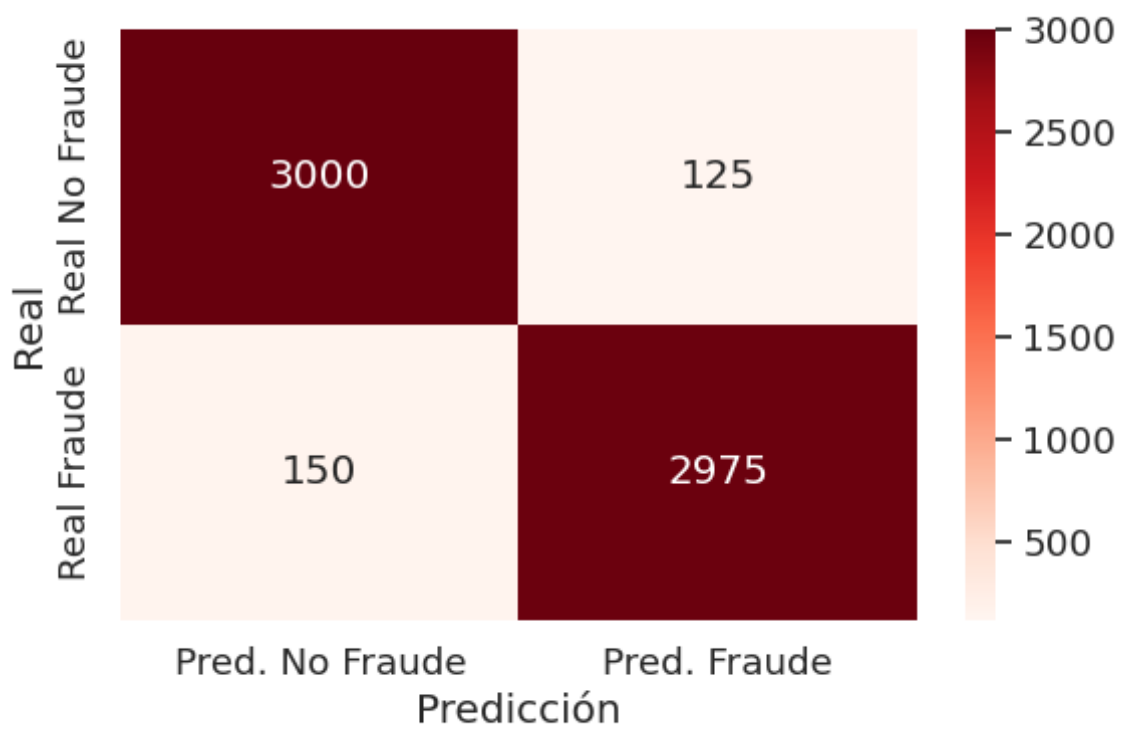 Real
Real No Fraude
Real Fraude
3000
125
150
2975
Pred. No Fraude
Pred. Fraude
Predicción
3000
2500
2000
1500
1000
500